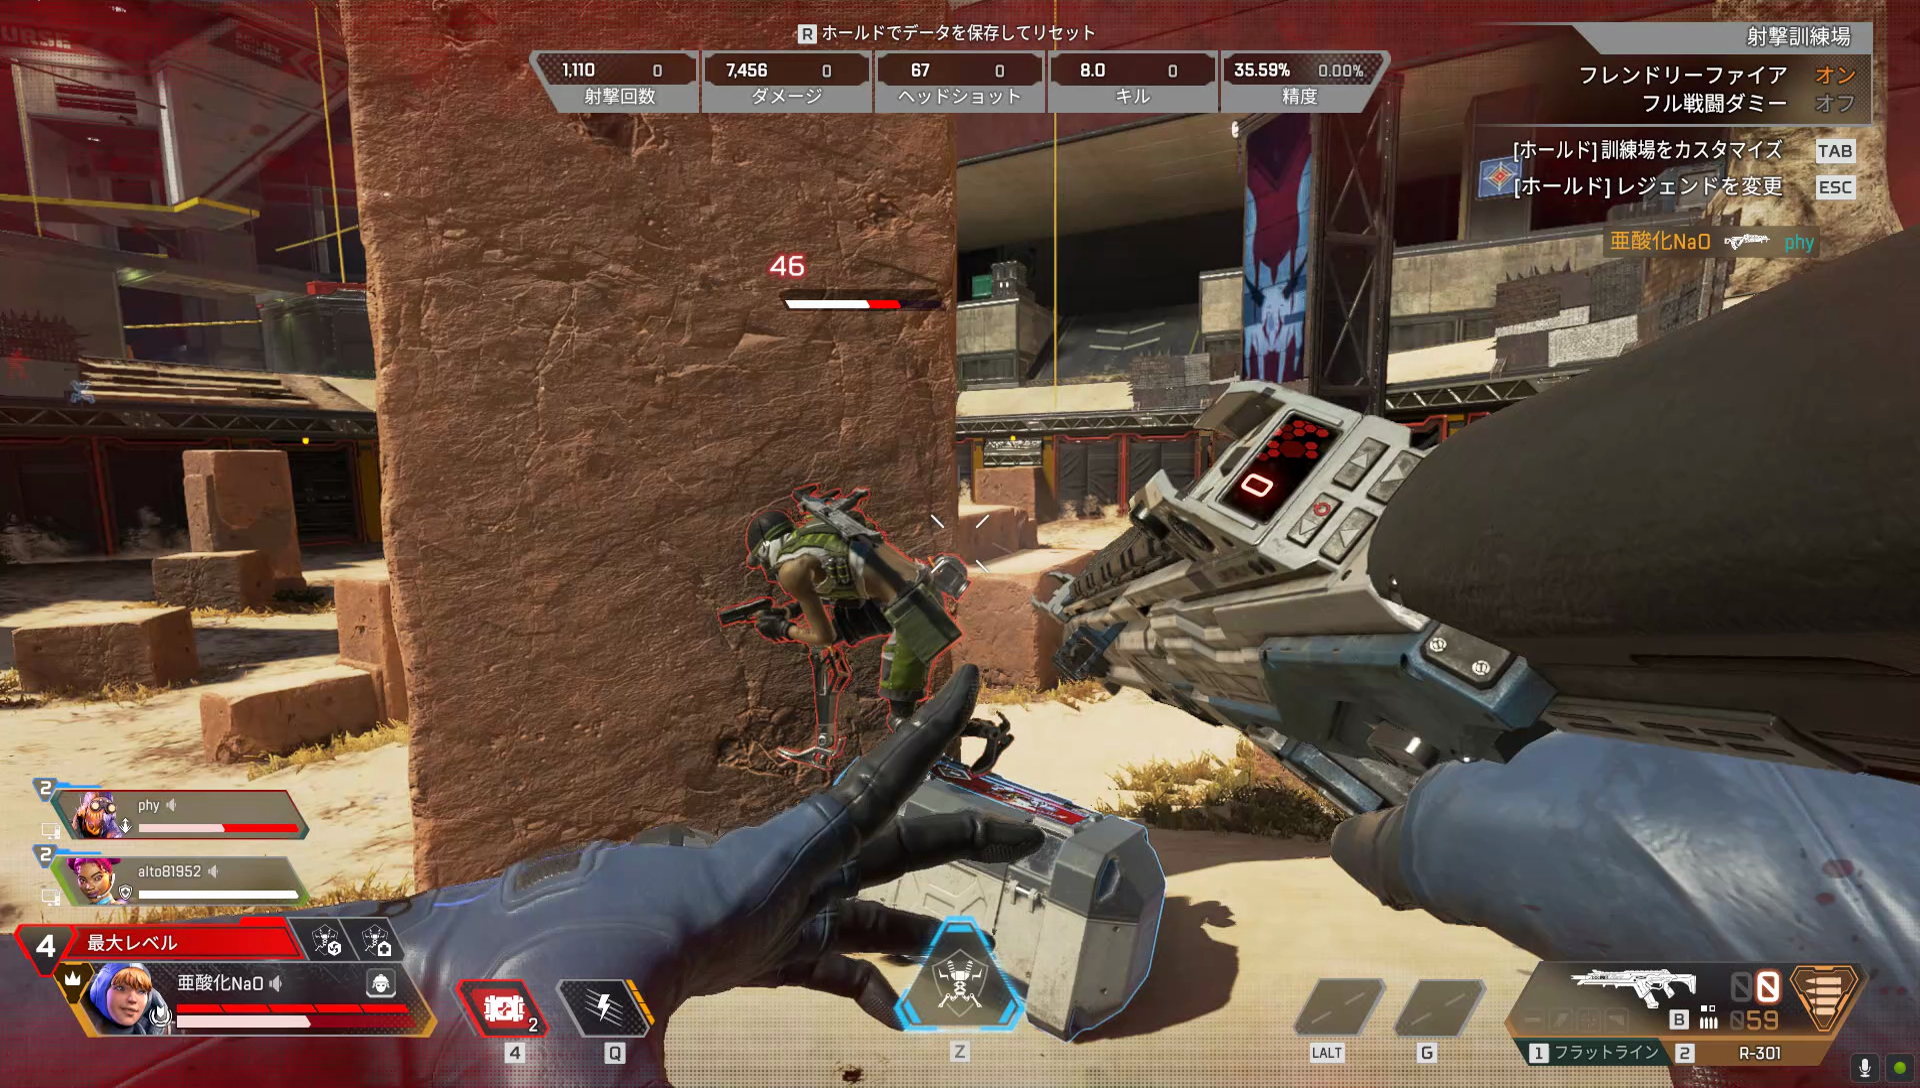 R ホールドでデータを保存してリセット
1,110 0
射撃回数
7,456 0
ダメージ
67 0
ヘッドショット
8.0 0
キル
35.59% 0.00%
精度
射撃訓練場
フレンドリーファイア オン
フル戦闘ダミー オフ
[ホールド]訓練場をカスタマイズ TAB
[ホールド]レジェンドを変更 ESC
亜酸化NaO phy
46
0
2
phy
2
alto81952
4 最大レベル
亜酸化NaO
2
4
Q
Z
LALT
G
00
B 059
1 フラットライン
2 R-301